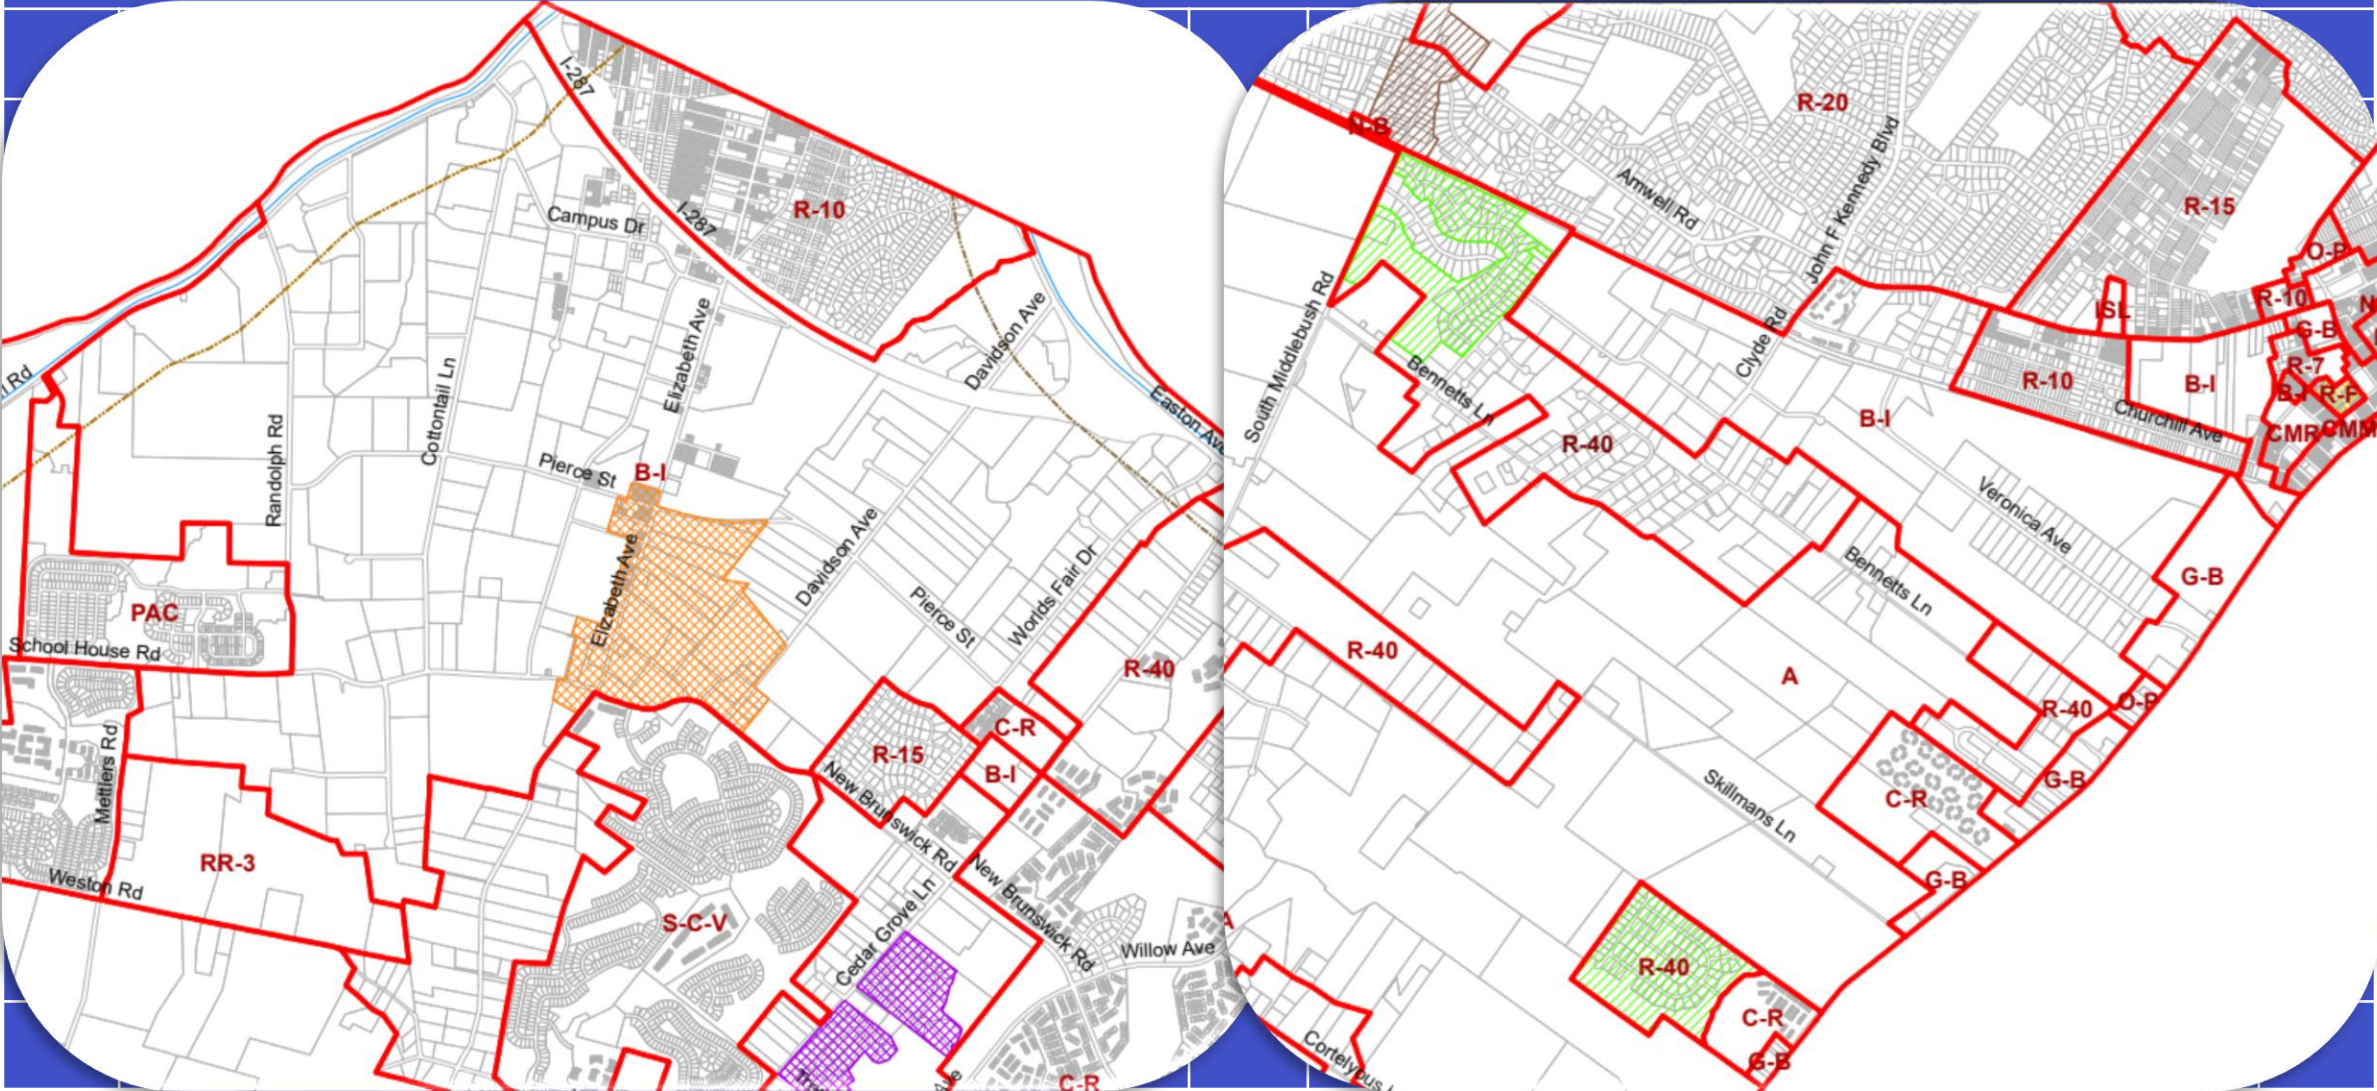 I-287
R-10
Campus Dr
I-287
Elizabeth Ave
Davidson Ave
Rd
Cottontail Ln
Easton Ave
Randolph Rd
Pierce St
B-I
Elizabeth Ave
Davidson Ave
Worlds Fair Dr
Pierce St
PAC
School House Rd
R-40
C-R
R-15
B-I
Mettlers Rd
New Brunswick Rd
RR-3
Weston Rd
S-C-V
Cedar Grove Ln
New Brunswick Rd
Willow Ave
C-R
R-20
N-B
Amwell Rd
John F Kennedy Blvd
R-15
O-P
R-10
ISL
G-B
South Middlebush Rd
Clyde Rd
R-7
R-10
B-I
B-I
R-F
Bennetts Ln
B-I
Churchill Ave
CMR
R-40
Veronica Ave
Bennetts Ln
G-B
R-40
A
R-40
O-P
G-B
C-R
Skillmans Ln
G-B
A
R-40
C-R
G-B
Cortelyous